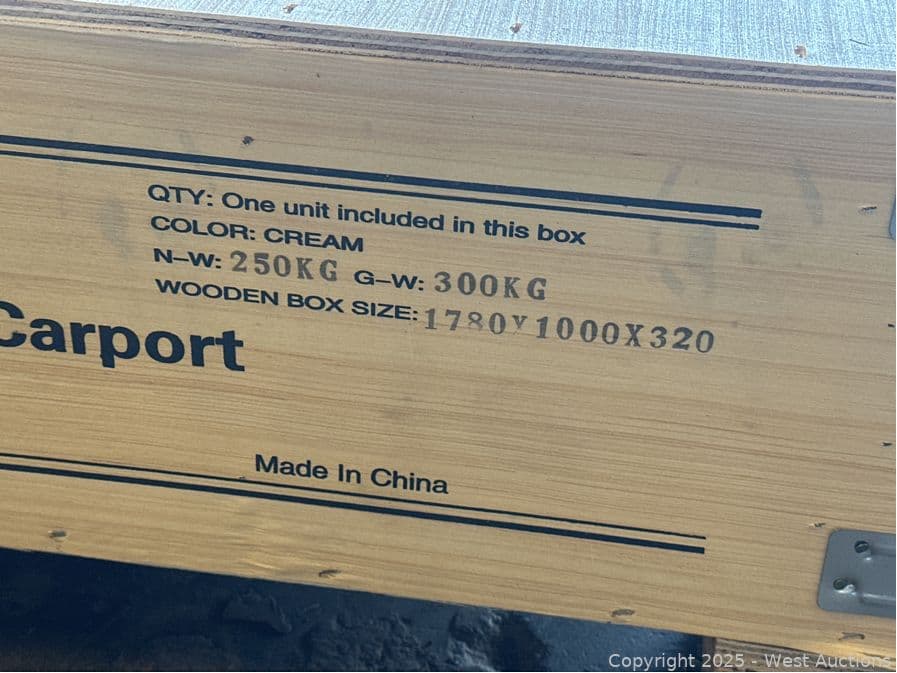 QTY: One unit included in this box
COLOR: CREAM
N–W: 250KG G–W: 300KG
WOODEN BOX SIZE: 1780X1000X320
Carport
Made In China
Copyright 2025 - West Auctions